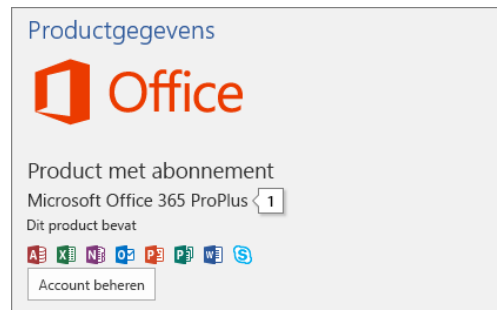 Productgegevens
Office
Product met abonnement
Microsoft Office 365 ProPlus 1
Dit product bevat
A X N O P P W S
Account beheren